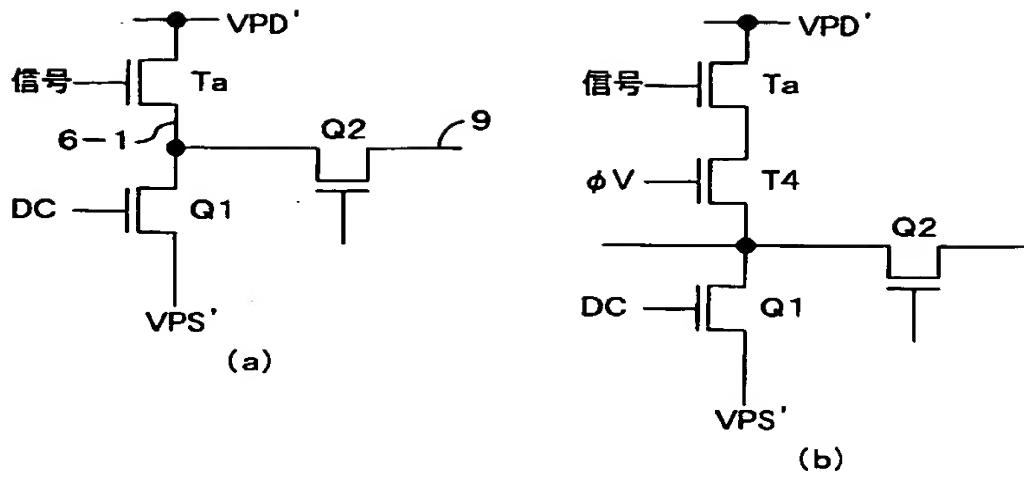 VPD'
信号
Ta
6-1
Q2
9
DC
Q1
VPS'
(a)
VPD'
信号
Ta
φV
T4
Q2
DC
Q1
VPS'
(b)